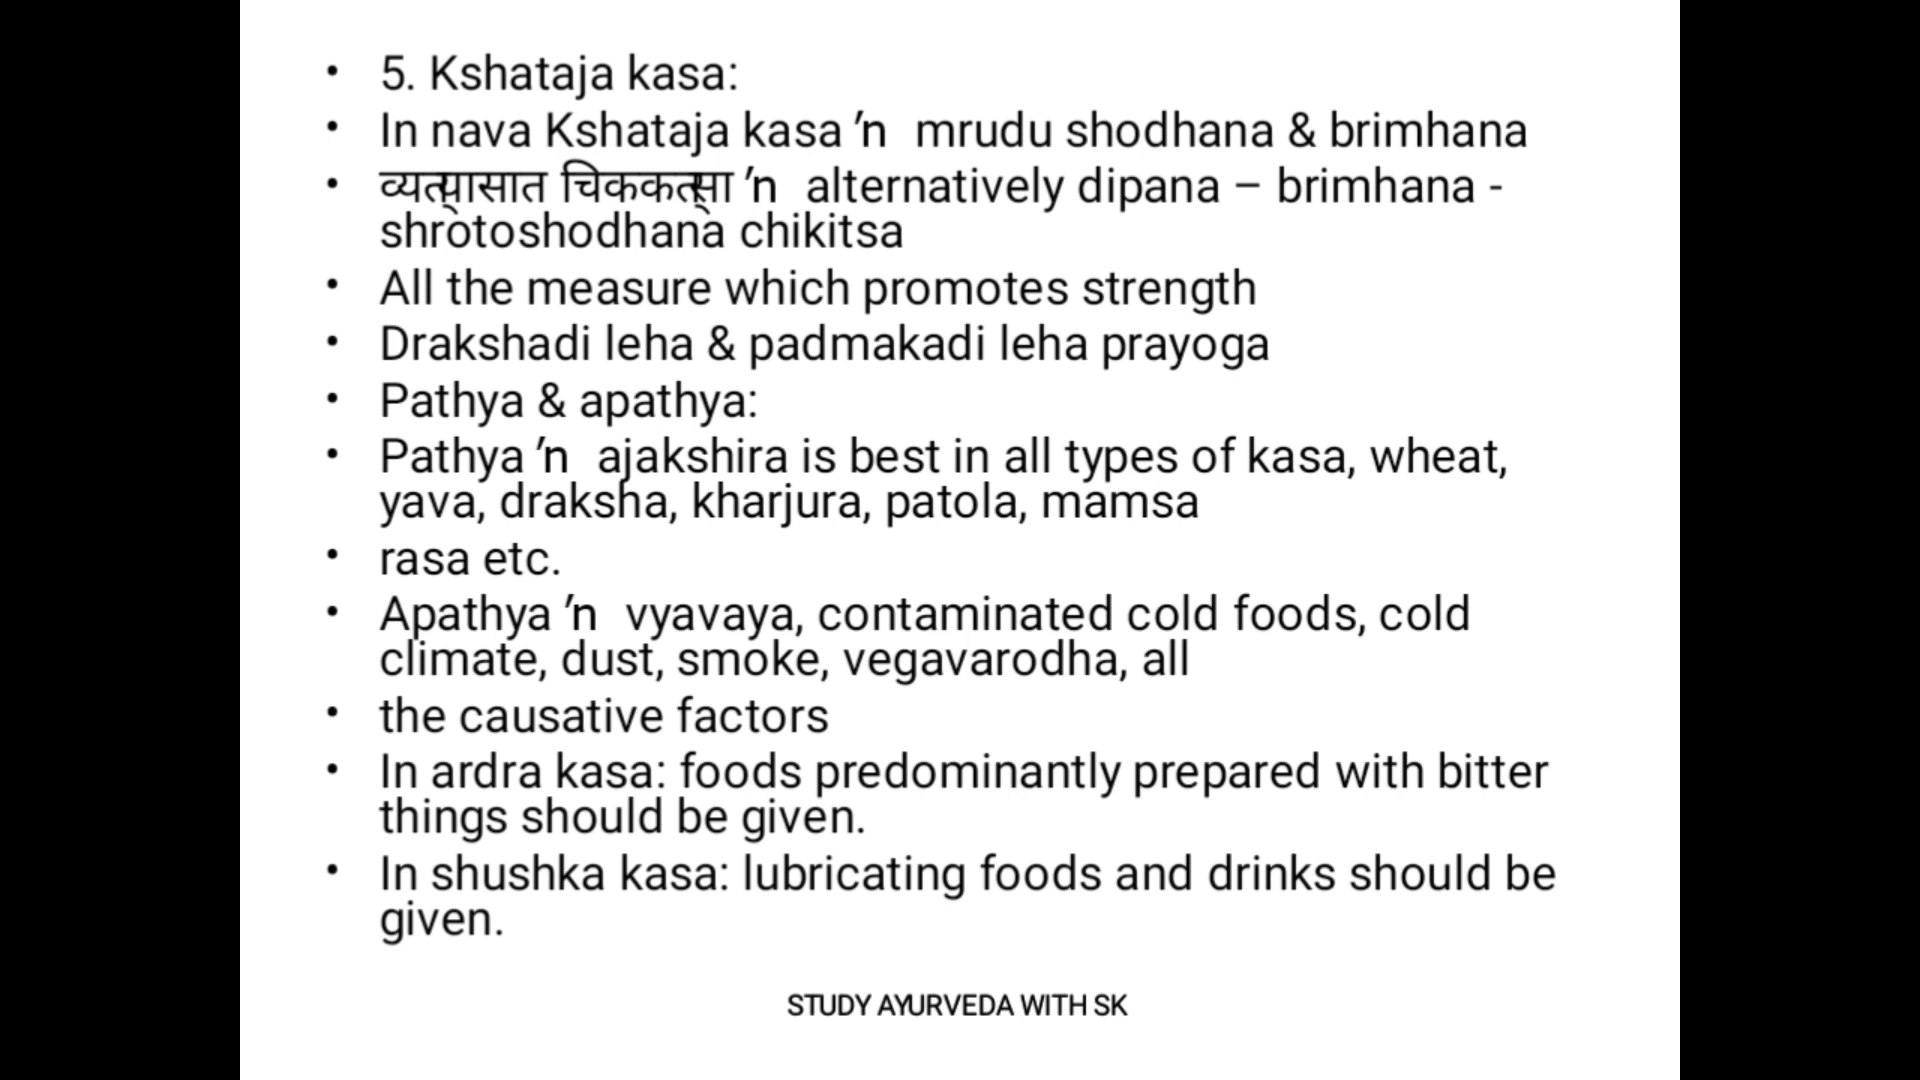 • 5. Kshataja kasa:
• In nava Kshataja kasa ’n mrudu shodhana & brimhana
• व्यत्यासात चिककत्सा ’n alternatively dipana – brimhana -
shrotoshodhana chikitsa
• All the measure which promotes strength
• Drakshadi leha & padmakadi leha prayoga
• Pathya & apathya:
• Pathya ’n ajakshira is best in all types of kasa, wheat,
yava, draksha, kharjura, patola, mamsa
• rasa etc.
• Apathya ’n vyavaya, contaminated cold foods, cold
climate, dust, smoke, vegavarodha, all
• the causative factors
• In ardra kasa: foods predominantly prepared with bitter
things should be given.
• In shushka kasa: lubricating foods and drinks should be
given.
STUDY AYURVEDA WITH SK